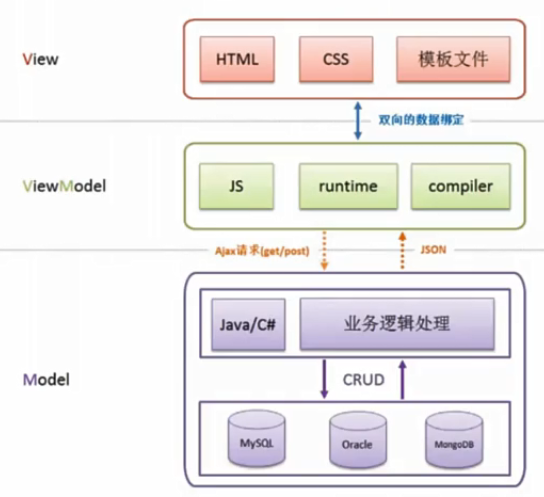 View
HTML
CSS
模板文件
双向的数据绑定
ViewModel
JS
runtime
compiler
Ajax请求(get/post)
JSON
Model
Java/C#
业务逻辑处理
CRUD
MySQL
Oracle
MongoDB